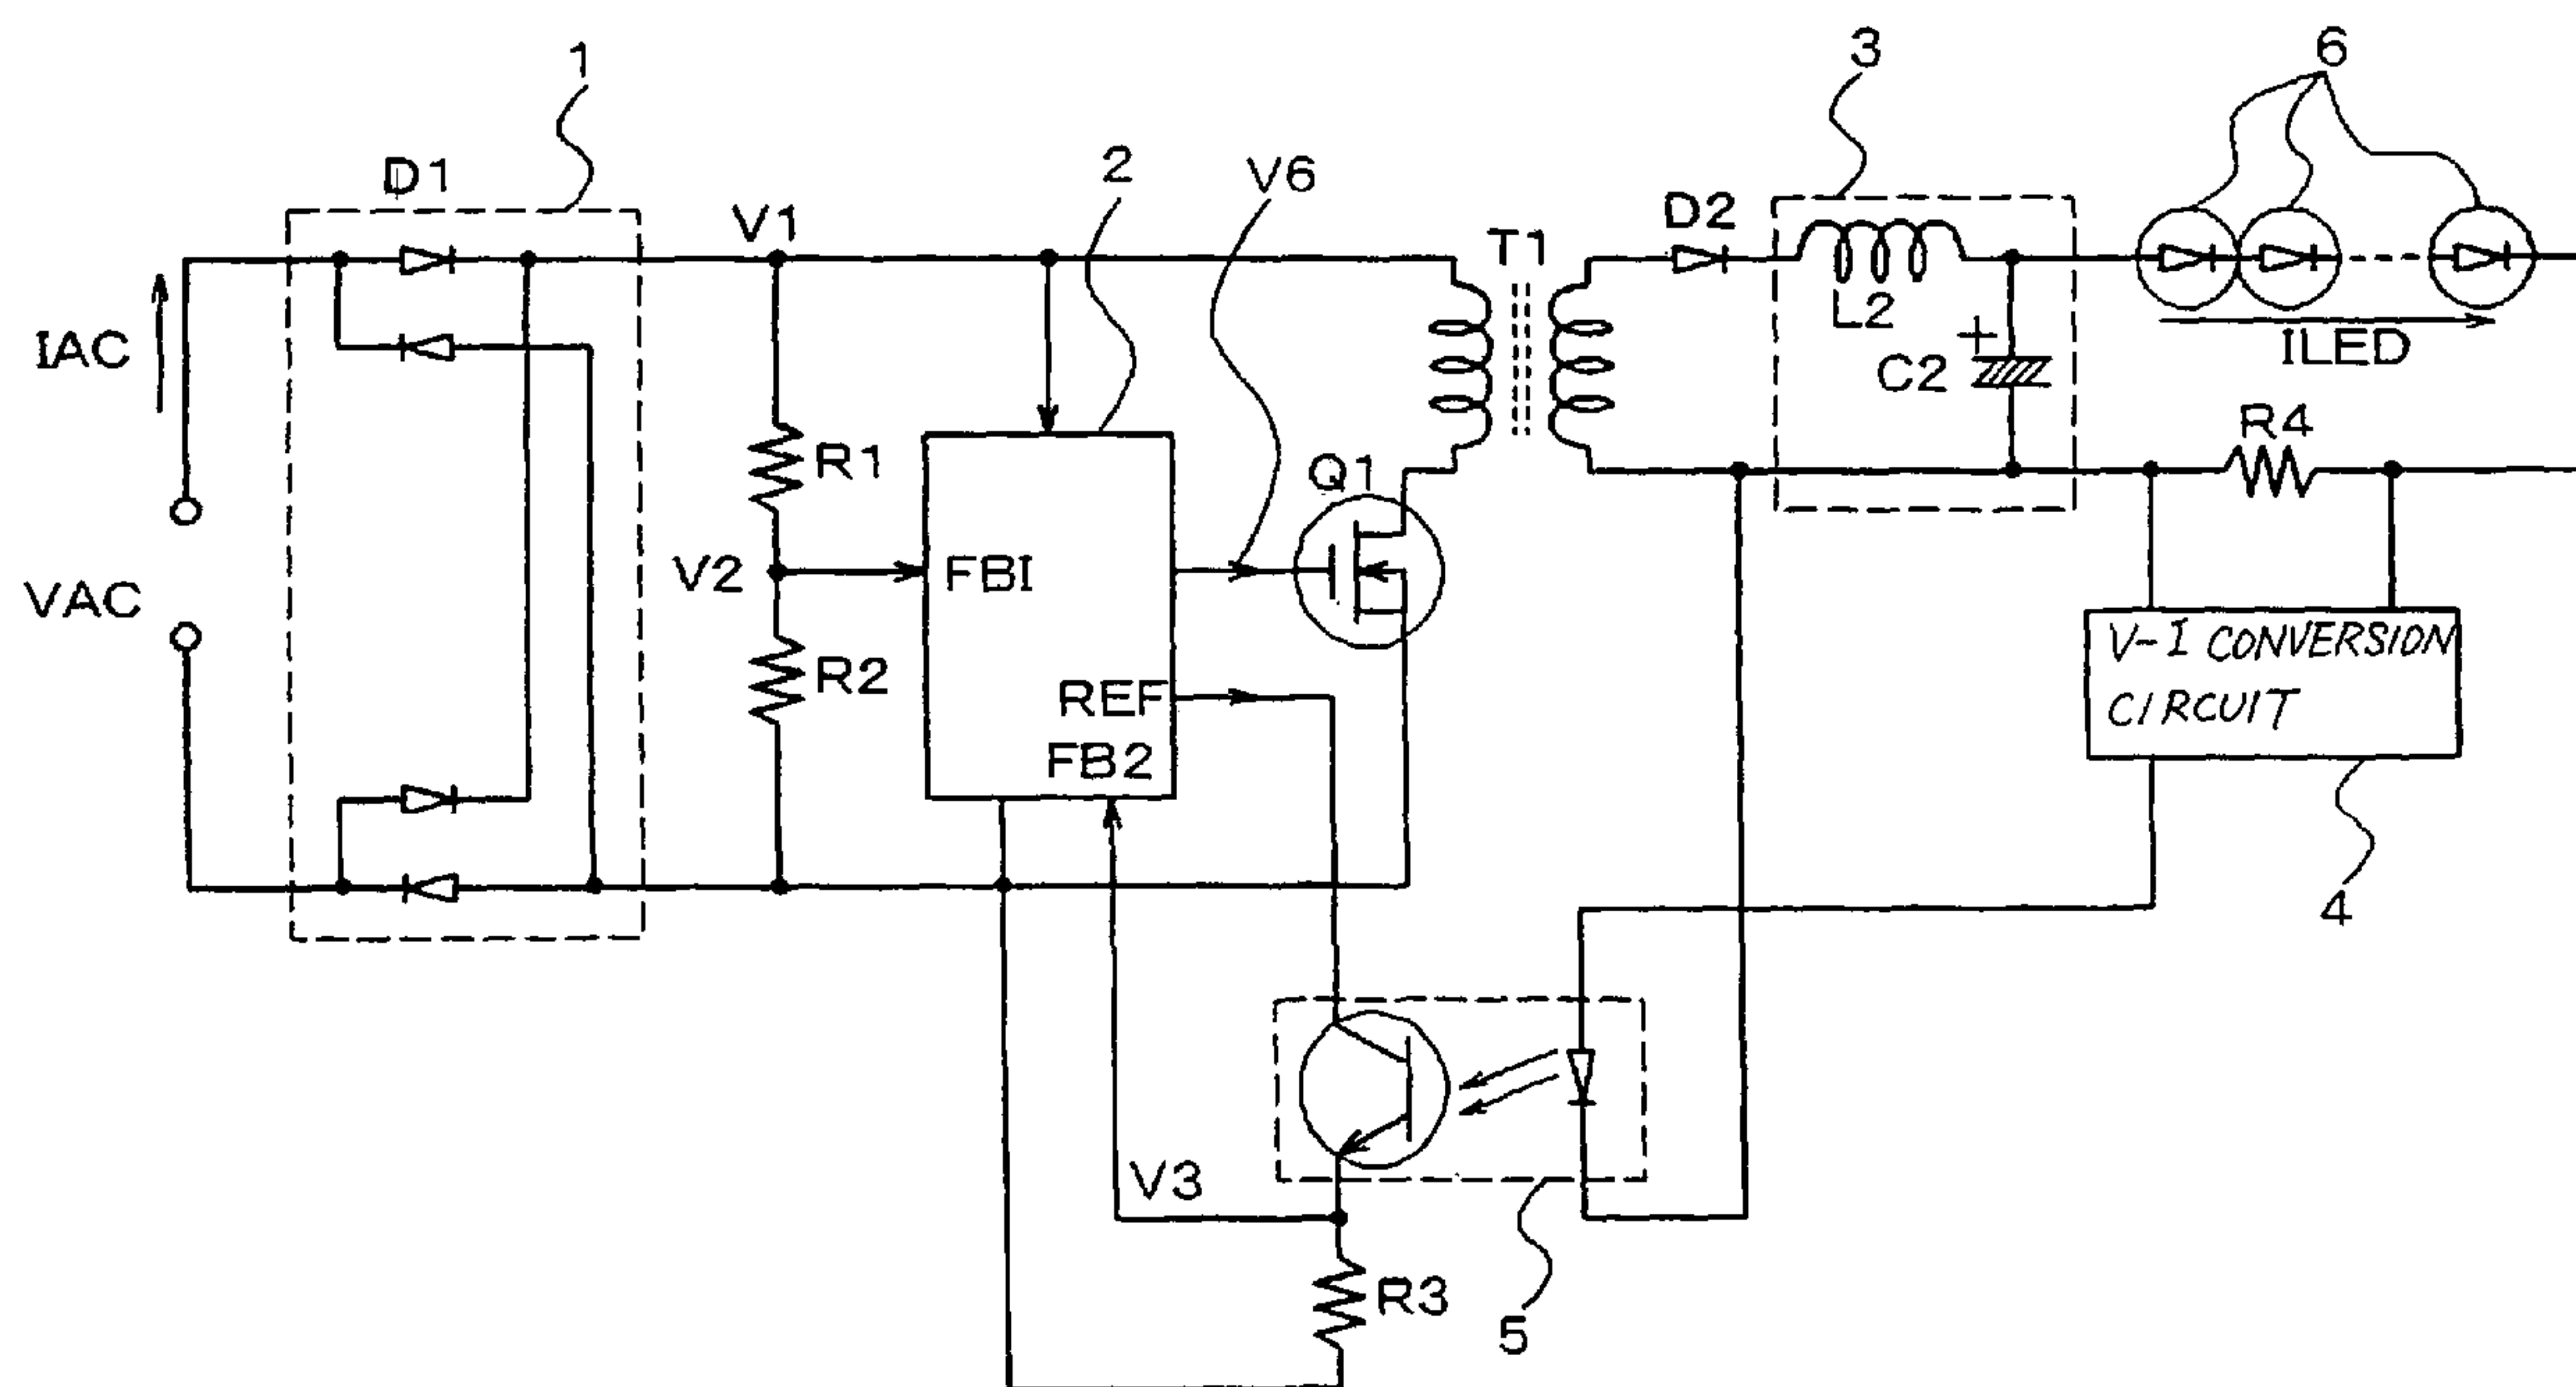 1
3
6
D1
2
V6
V1
T1
D2
L2
IAC
ILED
C2
+
R4
R1
Q1
V2
FB1
VAC
V-I CONVERSION
CIRCUIT
R2
REF
FB2
4
V3
R3
5